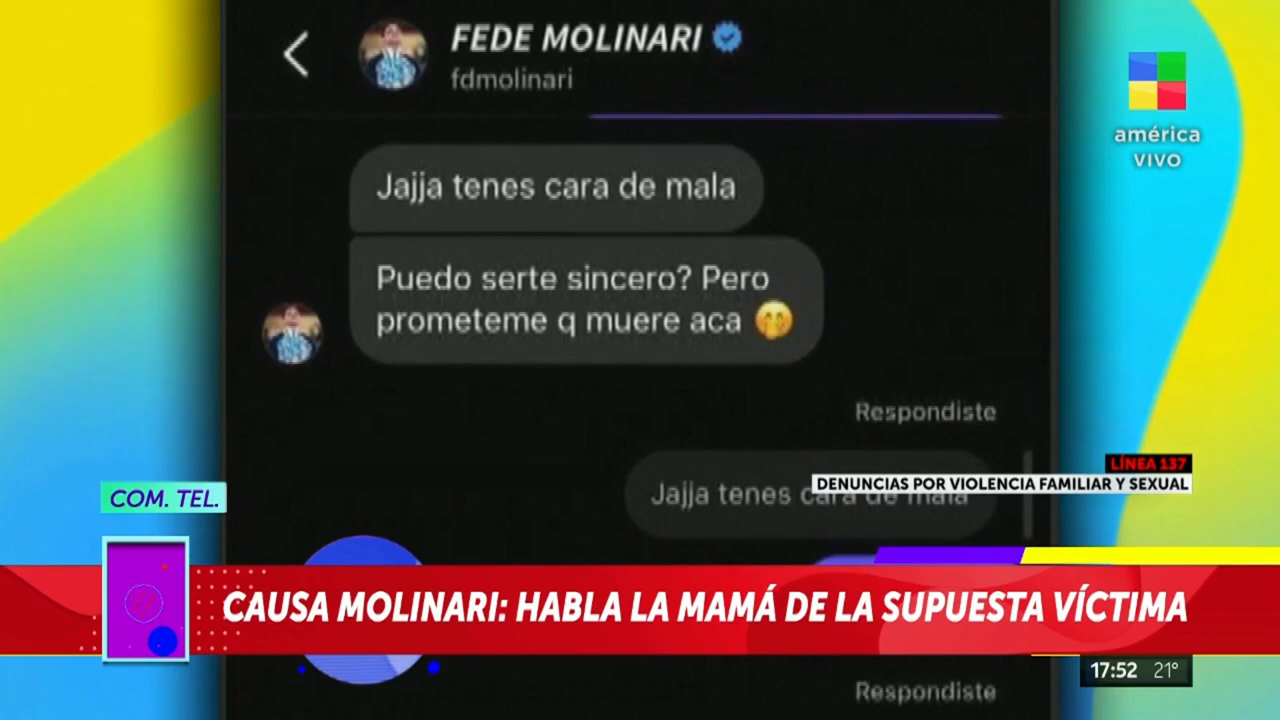 FEDE MOLINARI
fdmolinari
américa
VIVO
Jajja tenes cara de mala
Puedo serte sincero? Pero
prometeme q muere aca 🤭
Respondiste
Jajja tenes cara de mala
LÍNEA 137
DENUNCIAS POR VIOLENCIA FAMILIAR Y SEXUAL
COM. TEL.
CAUSA MOLINARI: HABLA LA MAMÁ DE LA SUPUESTA VÍCTIMA
17:52 21°
Respondiste